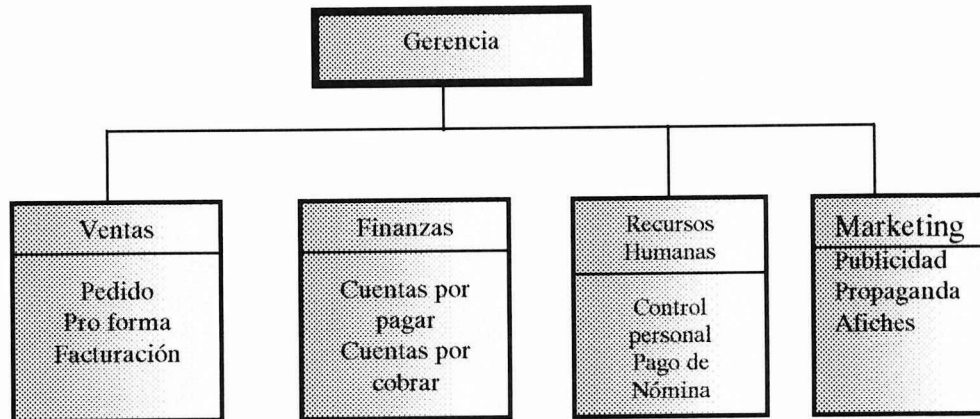 Gerencia
Ventas
Pedido
Pro forma
Facturación
Finanzas
Cuentas por
pagar
Cuentas por
cobrar
Recursos
Humanas
Control
personal
Pago de
Nómina
Marketing
Publicidad
Propaganda
Afiches